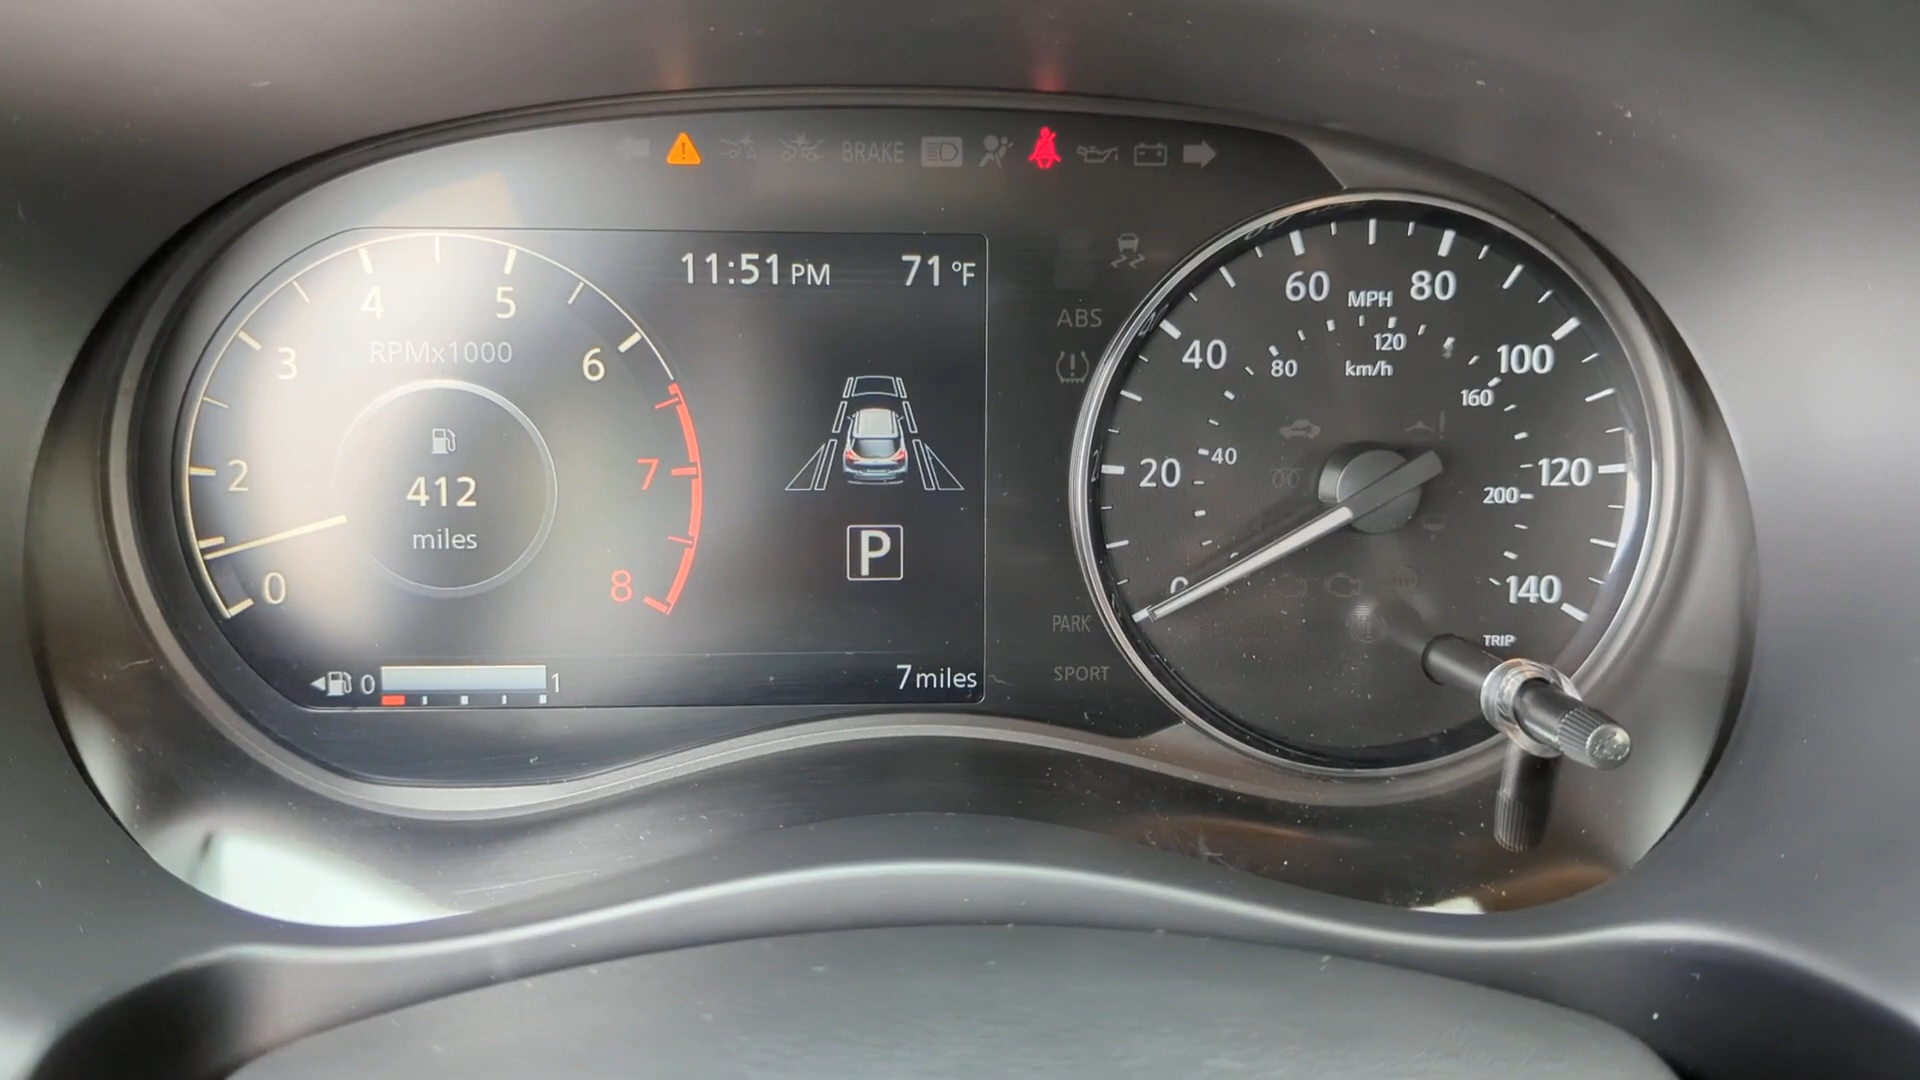 BRAKE
11:51 PM 71 °F
4 5
RPMx1000
3 6
412
miles
2 7
0 8
P
0 1
7 miles
ABS
PARK
SPORT
60 MPH 80
40 100
20 120
0 140
80 120
km/h
160
40
200
TRIP